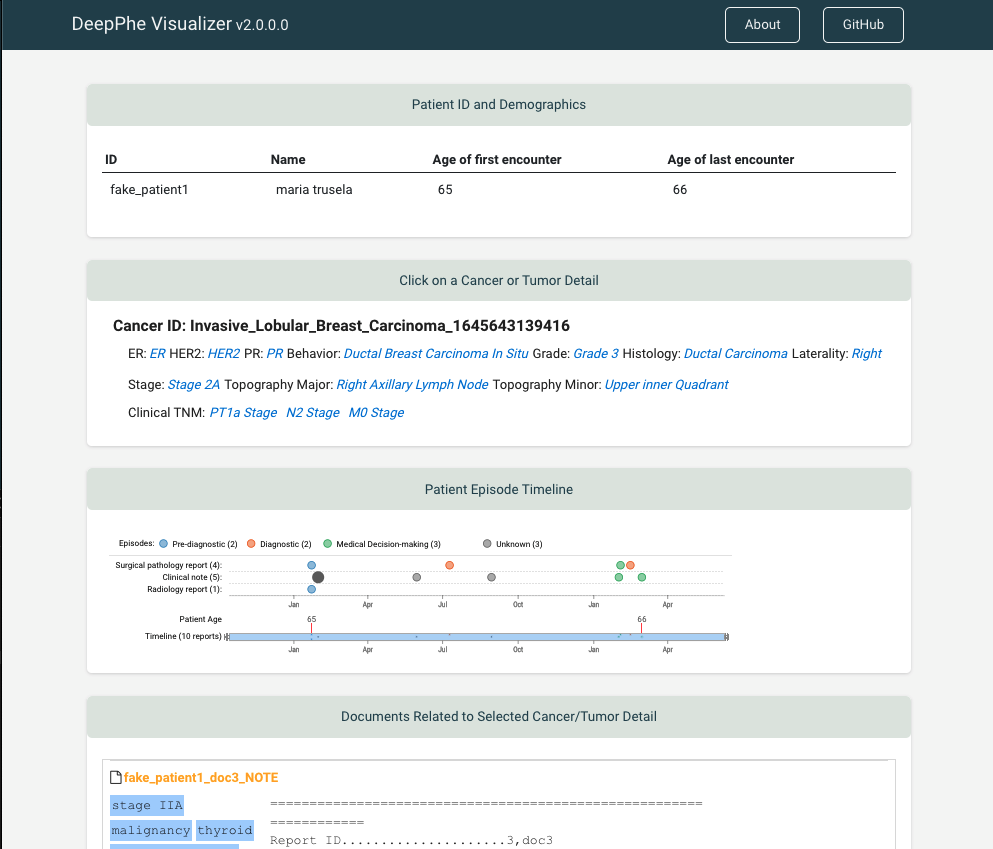 DeepPhe Visualizer v2.0.0.0
About
GitHub
Patient ID and Demographics
ID Name Age of first encounter Age of last encounter
fake_patient1 maria trusela 65 66
Click on a Cancer or Tumor Detail
Cancer ID: Invasive_Lobular_Breast_Carcinoma_1645643139416
ER: ER HER2: HER2 PR: PR Behavior: Ductal Breast Carcinoma In Situ Grade: Grade 3 Histology: Ductal Carcinoma Laterality: Right
Stage: Stage 2A Topography Major: Right Axillary Lymph Node Topography Minor: Upper inner Quadrant
Clinical TNM: PT1a Stage N2 Stage M0 Stage
Patient Episode Timeline
Episodes: Pre-diagnostic (2) Diagnostic (2) Medical Decision-making (3) Unknown (3)
Surgical pathology report (4):
Clinical note (5):
Radiology report (1):
Jan Apr Jul Oct Jan Apr
Patient Age 65 66
Timeline (10 reports)
Jan Apr Jul Oct Jan Apr
Documents Related to Selected Cancer/Tumor Detail
fake_patient1_doc3_NOTE
stage IIA =======================================================
malignancy thyroid ============
Report ID.....................3,doc3